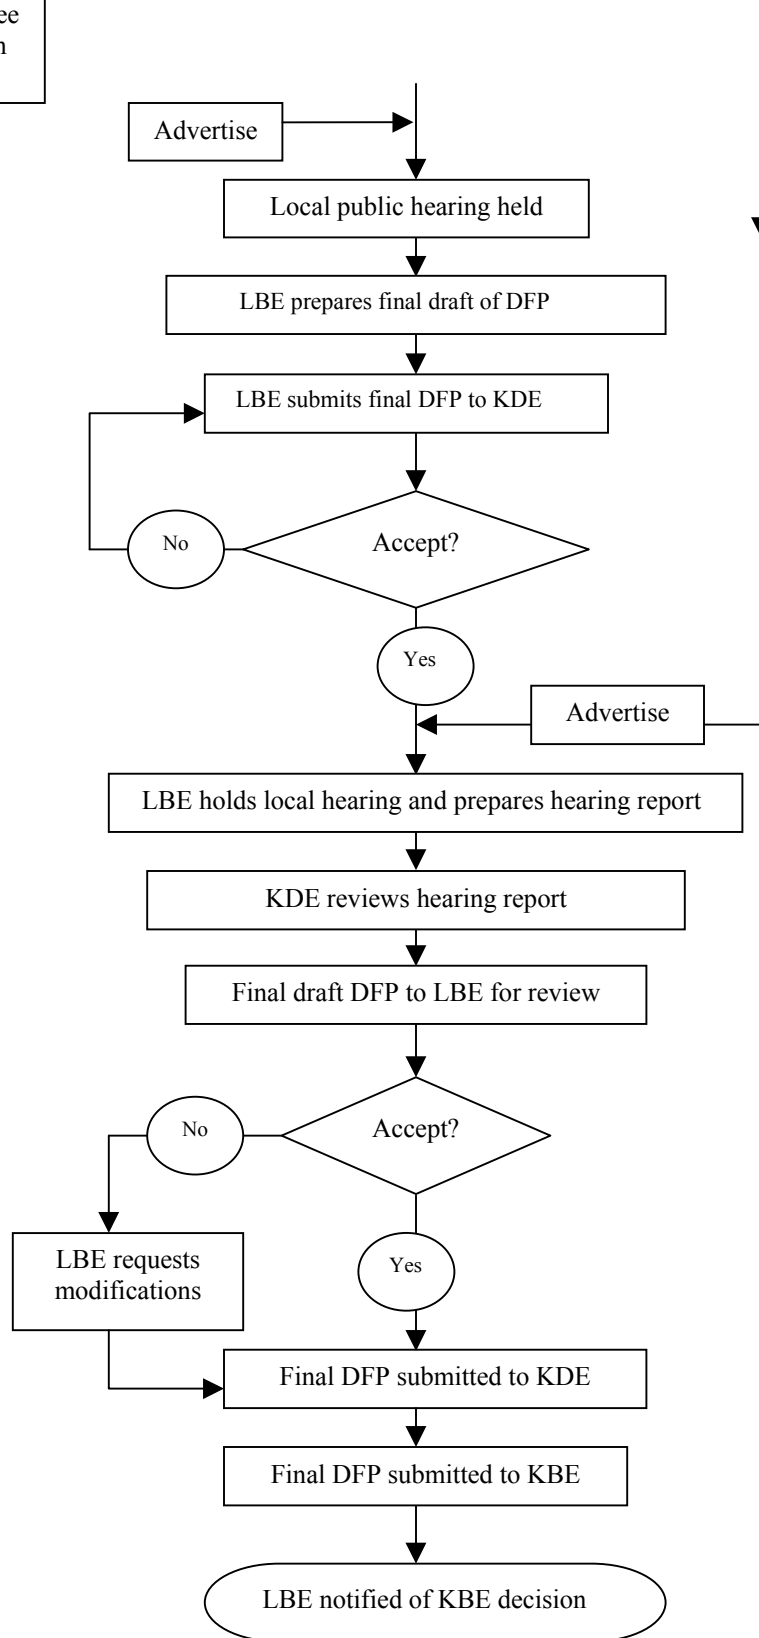 Advertise
Local public hearing held
LBE prepares final draft of DFP
LBE submits final DFP to KDE
No
Accept?
Yes
Advertise
LBE holds local hearing and prepares hearing report
KDE reviews hearing report
Final draft DFP to LBE for review
No
Accept?
LBE requests
modifications
Yes
Final DFP submitted to KDE
Final DFP submitted to KBE
LBE notified of KBE decision